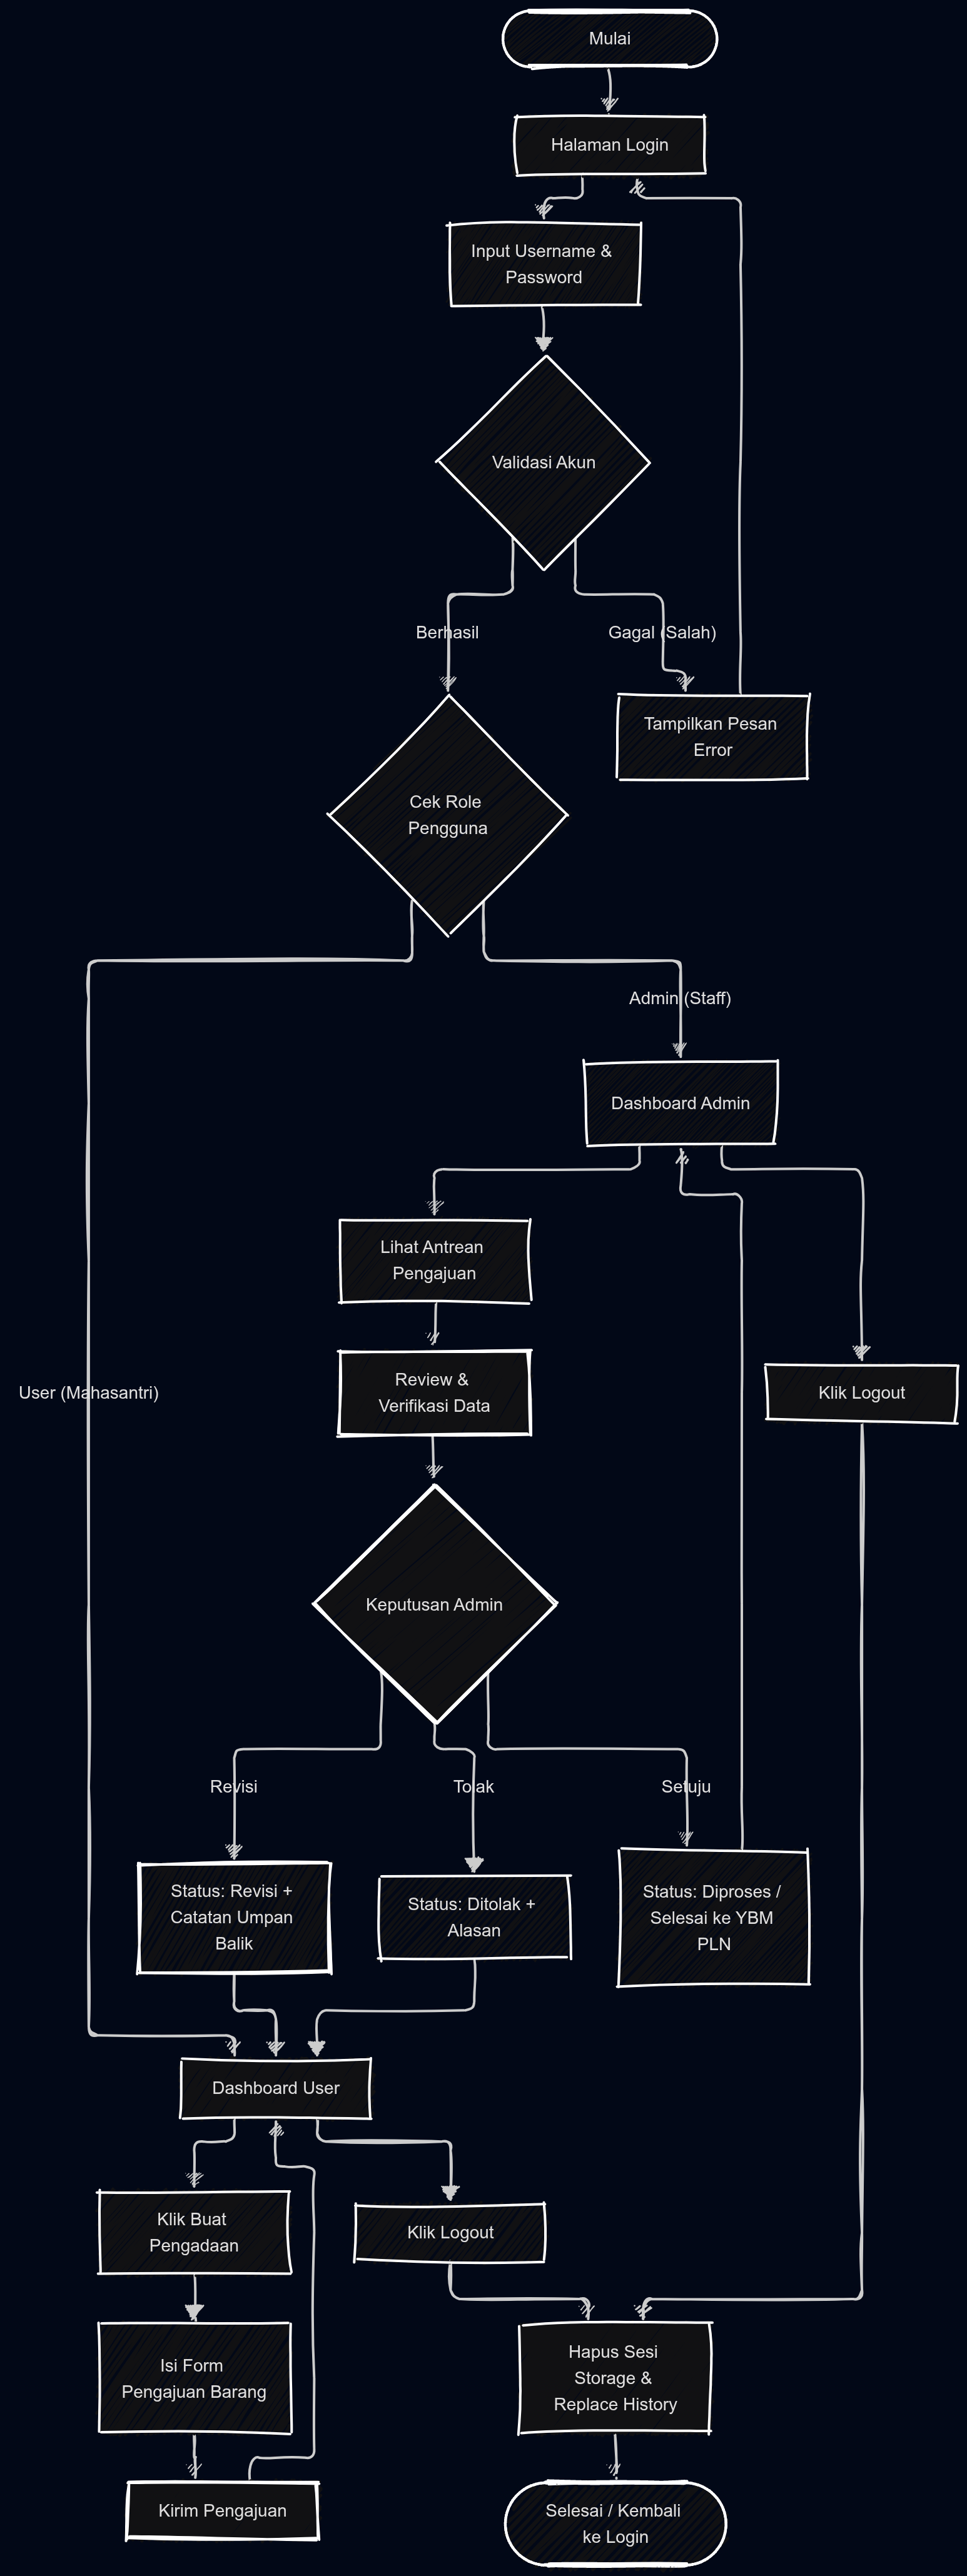 Mulai
Halaman Login
Input Username &
Password
Validasi Akun
Berhasil
Gagal (Salah)
Tampilkan Pesan
Error
Cek Role
Pengguna
Admin (Staff)
Dashboard Admin
Lihat Antrean
Pengajuan
Review &
Verifikasi Data
User (Mahasantri)
Klik Logout
Keputusan Admin
Revisi
Tolak
Setuju
Status: Revisi +
Catatan Umpan
Balik
Status: Ditolak +
Alasan
Status: Diproses /
Selesai ke YBM
PLN
Dashboard User
Klik Buat
Pengadaan
Klik Logout
Isi Form
Pengajuan Barang
Hapus Sesi
Storage &
Replace History
Kirim Pengajuan
Selesai / Kembali
ke Login